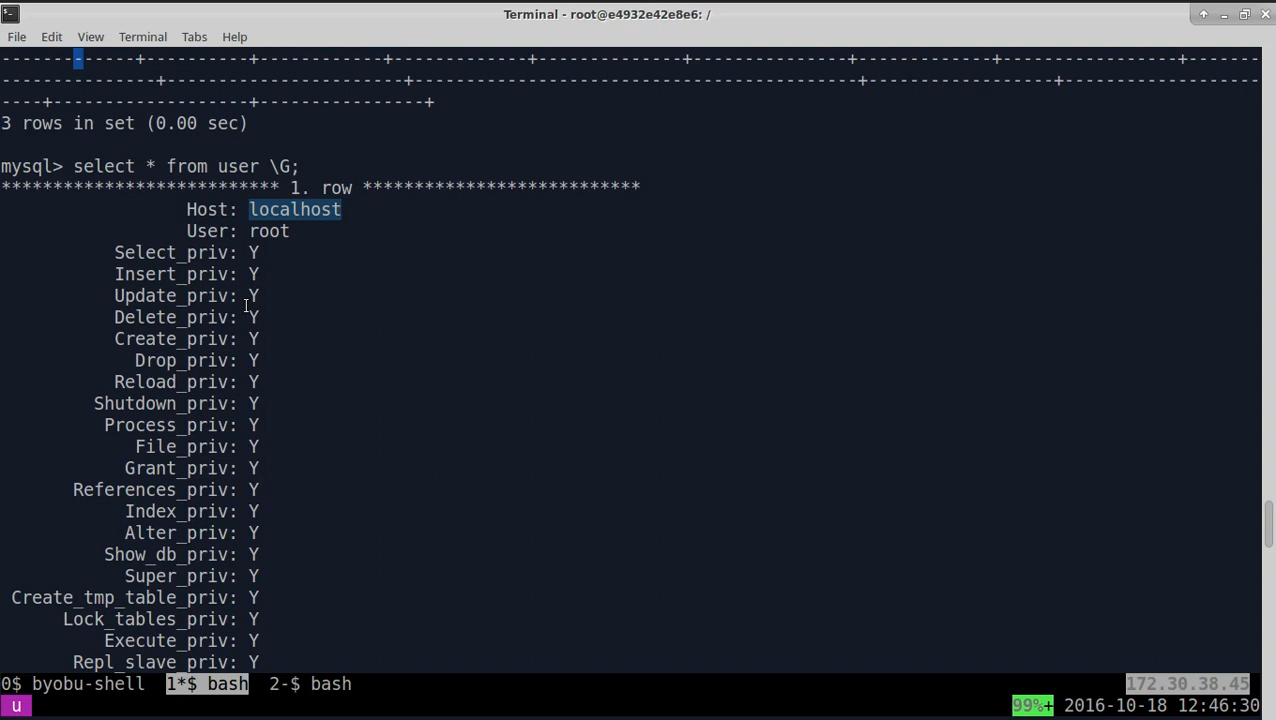 Terminal - root@e4932e42e8e6: /
File Edit View Terminal Tabs Help
-------------+----------+------------+-------------+--------------+---------------+-------------+-----------------+-------
---------------+-----------------------+-------------------------------------------+------------------+-------------------
----+-------------------+----------------+
3 rows in set (0.00 sec)
mysql> select * from user \G;
*************************** 1. row ***************************
Host: localhost
User: root
Select_priv: Y
Insert_priv: Y
Update_priv: Y
Delete_priv: Y
Create_priv: Y
Drop_priv: Y
Reload_priv: Y
Shutdown_priv: Y
Process_priv: Y
File_priv: Y
Grant_priv: Y
References_priv: Y
Index_priv: Y
Alter_priv: Y
Show_db_priv: Y
Super_priv: Y
Create_tmp_table_priv: Y
Lock_tables_priv: Y
Execute_priv: Y
Repl_slave_priv: Y
0$ byobu-shell 1*$ bash 2-$ bash 172.30.38.45
u 99%+ 2016-10-18 12:46:30